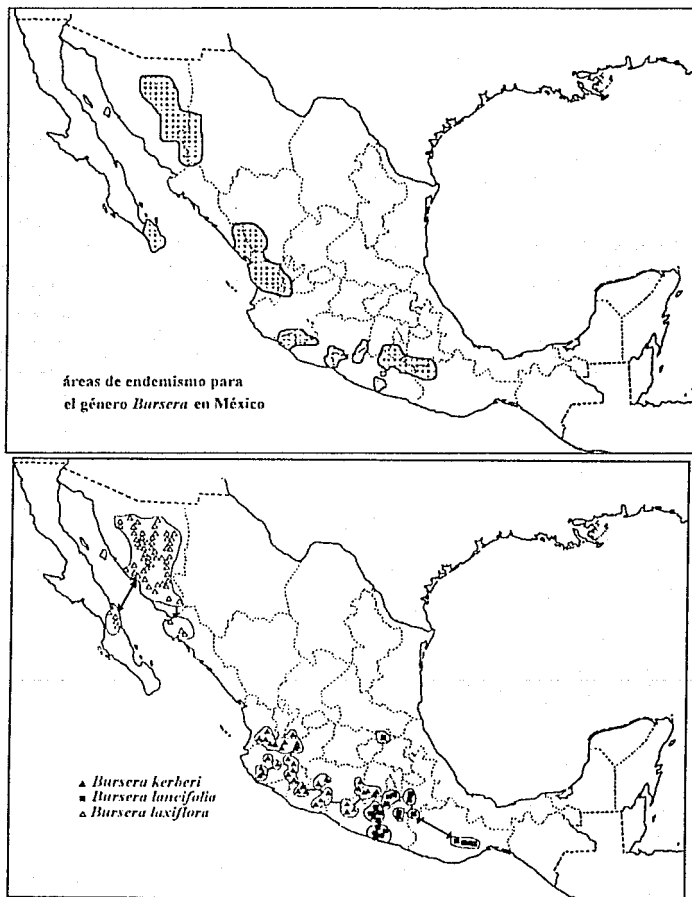 áreas de endemismo para
el género Bursera en México
Bursera kerberi
Bursera lancifolia
Bursera laxiflora